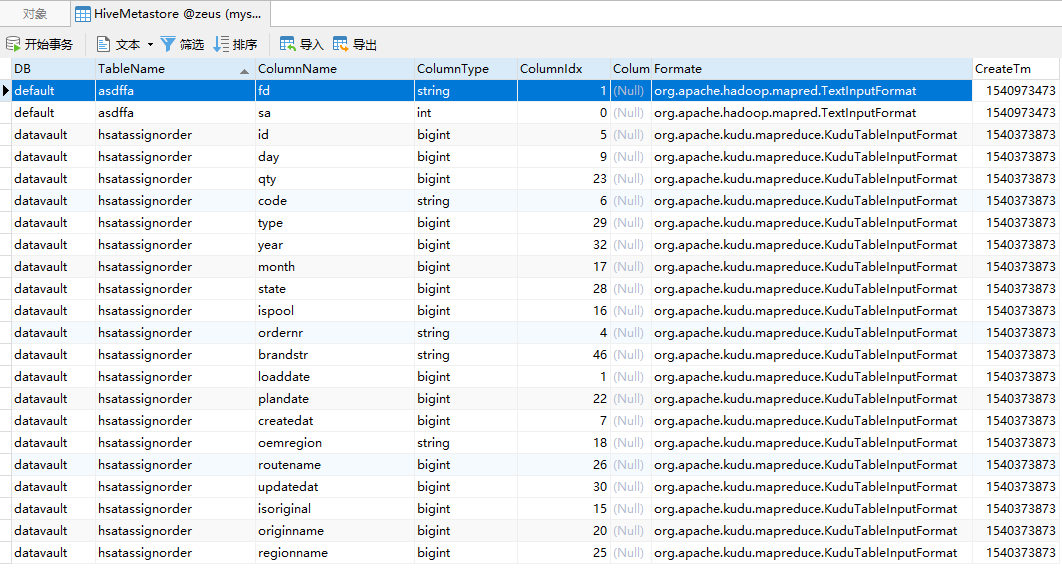 对象 HiveMetastore @zeus (mys...
开始事务 文本 筛选 排序 导入 导出
DB TableName ColumnName ColumnType ColumnIdx Colum Formate CreateTm
default asdffa fd string 1 (Null) org.apache.hadoop.mapred.TextInputFormat 1540973473
default asdffa sa int 0 (Null) org.apache.hadoop.mapred.TextInputFormat 1540973473
datavault hsatassignorder id bigint 5 (Null) org.apache.kudu.mapreduce.KuduTableInputFormat 1540373873
datavault hsatassignorder day bigint 9 (Null) org.apache.kudu.mapreduce.KuduTableInputFormat 1540373873
datavault hsatassignorder qty bigint 23 (Null) org.apache.kudu.mapreduce.KuduTableInputFormat 1540373873
datavault hsatassignorder code string 6 (Null) org.apache.kudu.mapreduce.KuduTableInputFormat 1540373873
datavault hsatassignorder type bigint 29 (Null) org.apache.kudu.mapreduce.KuduTableInputFormat 1540373873
datavault hsatassignorder year bigint 32 (Null) org.apache.kudu.mapreduce.KuduTableInputFormat 1540373873
datavault hsatassignorder month bigint 17 (Null) org.apache.kudu.mapreduce.KuduTableInputFormat 1540373873
datavault hsatassignorder state bigint 28 (Null) org.apache.kudu.mapreduce.KuduTableInputFormat 1540373873
datavault hsatassignorder ispool bigint 16 (Null) org.apache.kudu.mapreduce.KuduTableInputFormat 1540373873
datavault hsatassignorder ordernr string 4 (Null) org.apache.kudu.mapreduce.KuduTableInputFormat 1540373873
datavault hsatassignorder brandstr string 46 (Null) org.apache.kudu.mapreduce.KuduTableInputFormat 1540373873
datavault hsatassignorder loaddate bigint 1 (Null) org.apache.kudu.mapreduce.KuduTableInputFormat 1540373873
datavault hsatassignorder plandate bigint 22 (Null) org.apache.kudu.mapreduce.KuduTableInputFormat 1540373873
datavault hsatassignorder createdat bigint 7 (Null) org.apache.kudu.mapreduce.KuduTableInputFormat 1540373873
datavault hsatassignorder oemregion string 18 (Null) org.apache.kudu.mapreduce.KuduTableInputFormat 1540373873
datavault hsatassignorder routename bigint 26 (Null) org.apache.kudu.mapreduce.KuduTableInputFormat 1540373873
datavault hsatassignorder updatedat bigint 30 (Null) org.apache.kudu.mapreduce.KuduTableInputFormat 1540373873
datavault hsatassignorder isoriginal bigint 15 (Null) org.apache.kudu.mapreduce.KuduTableInputFormat 1540373873
datavault hsatassignorder originname bigint 20 (Null) org.apache.kudu.mapreduce.KuduTableInputFormat 1540373873
datavault hsatassignorder regionname bigint 25 (Null) org.apache.kudu.mapreduce.KuduTableInputFormat 1540373873